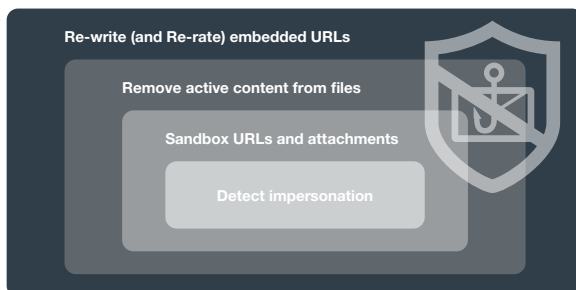 Re-write (and Re-rate) embedded URLs
Remove active content from files
Sandbox URLs and attachments
Detect impersonation